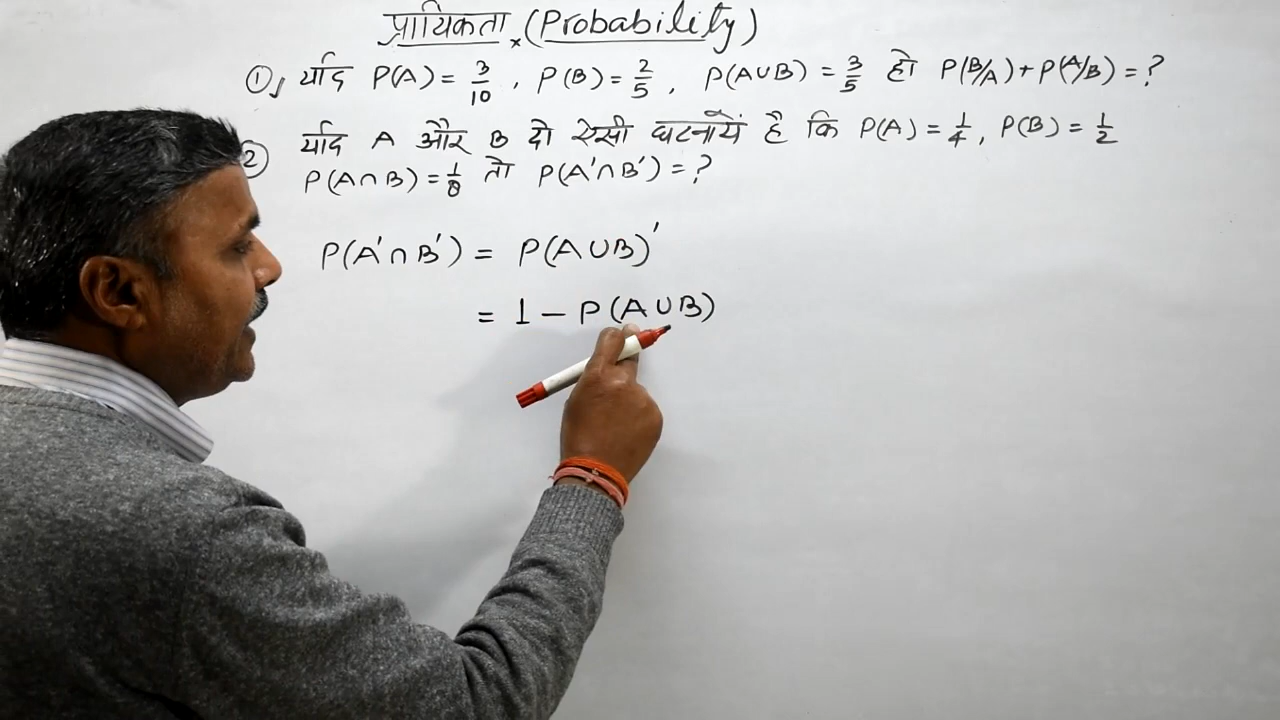 प्रायिकता (Probability)
①, यदि P(A) = 3/10, P(B) = 2/5, P(A∪B) = 3/5 हो P(B/A) + P(A/B) = ?
② यदि A और B दो ऐसी घटनायें है कि P(A) = 1/4, P(B) = 1/2
P(A∩B) = 1/8 तो P(A'∩B') = ?
P(A'∩B') = P(A∪B)'
= 1 − P(A∪B)